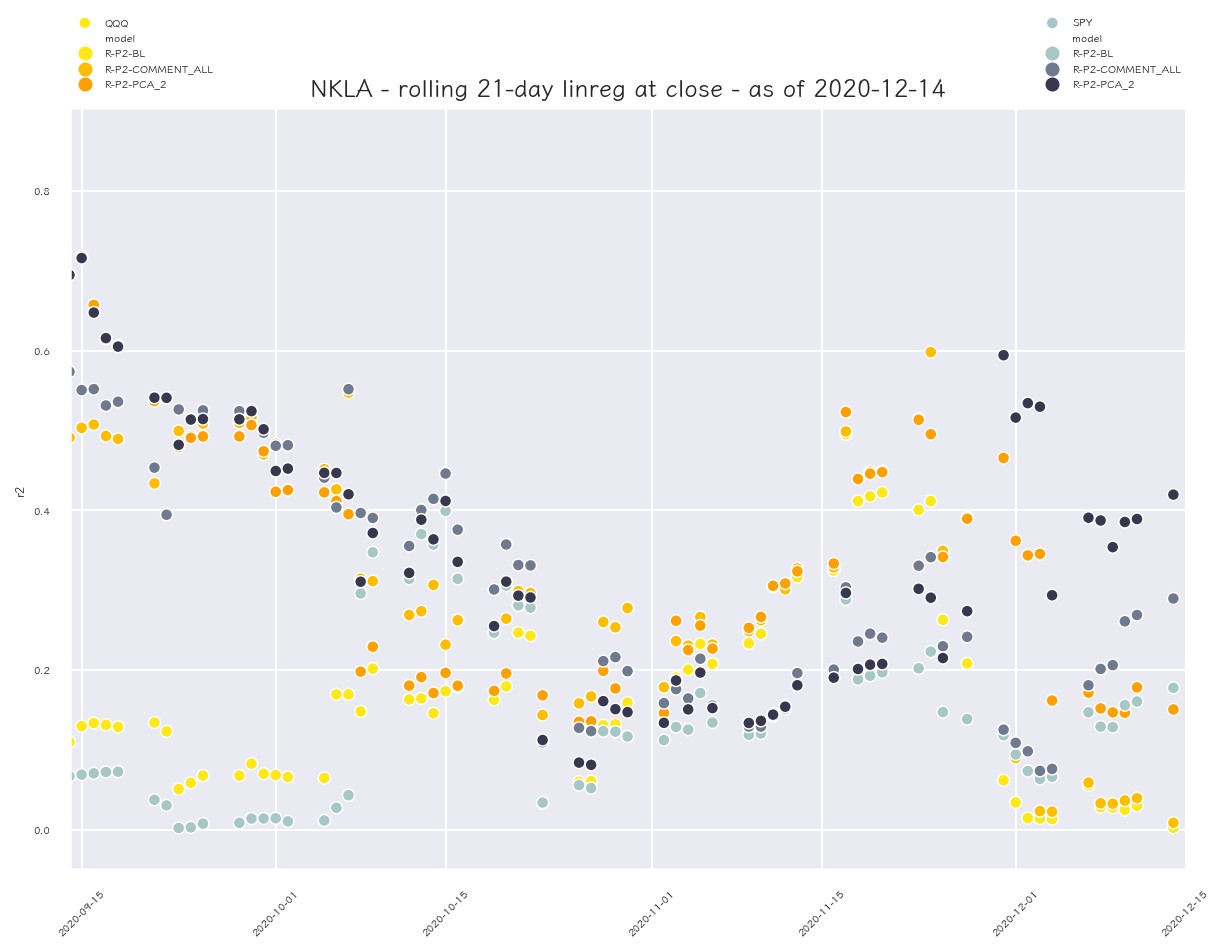 QQQ
model
R-P2-BL
R-P2-COMMENT_ALL
R-P2-PCA_2
SPY
model
R-P2-BL
R-P2-COMMENT_ALL
R-P2-PCA_2
NKLA - rolling 21-day linreg at close - as of 2020-12-14
r2
0.8
0.6
0.4
0.2
0.0
2020-09-15
2020-10-01
2020-10-15
2020-11-01
2020-11-15
2020-12-01
2020-12-15